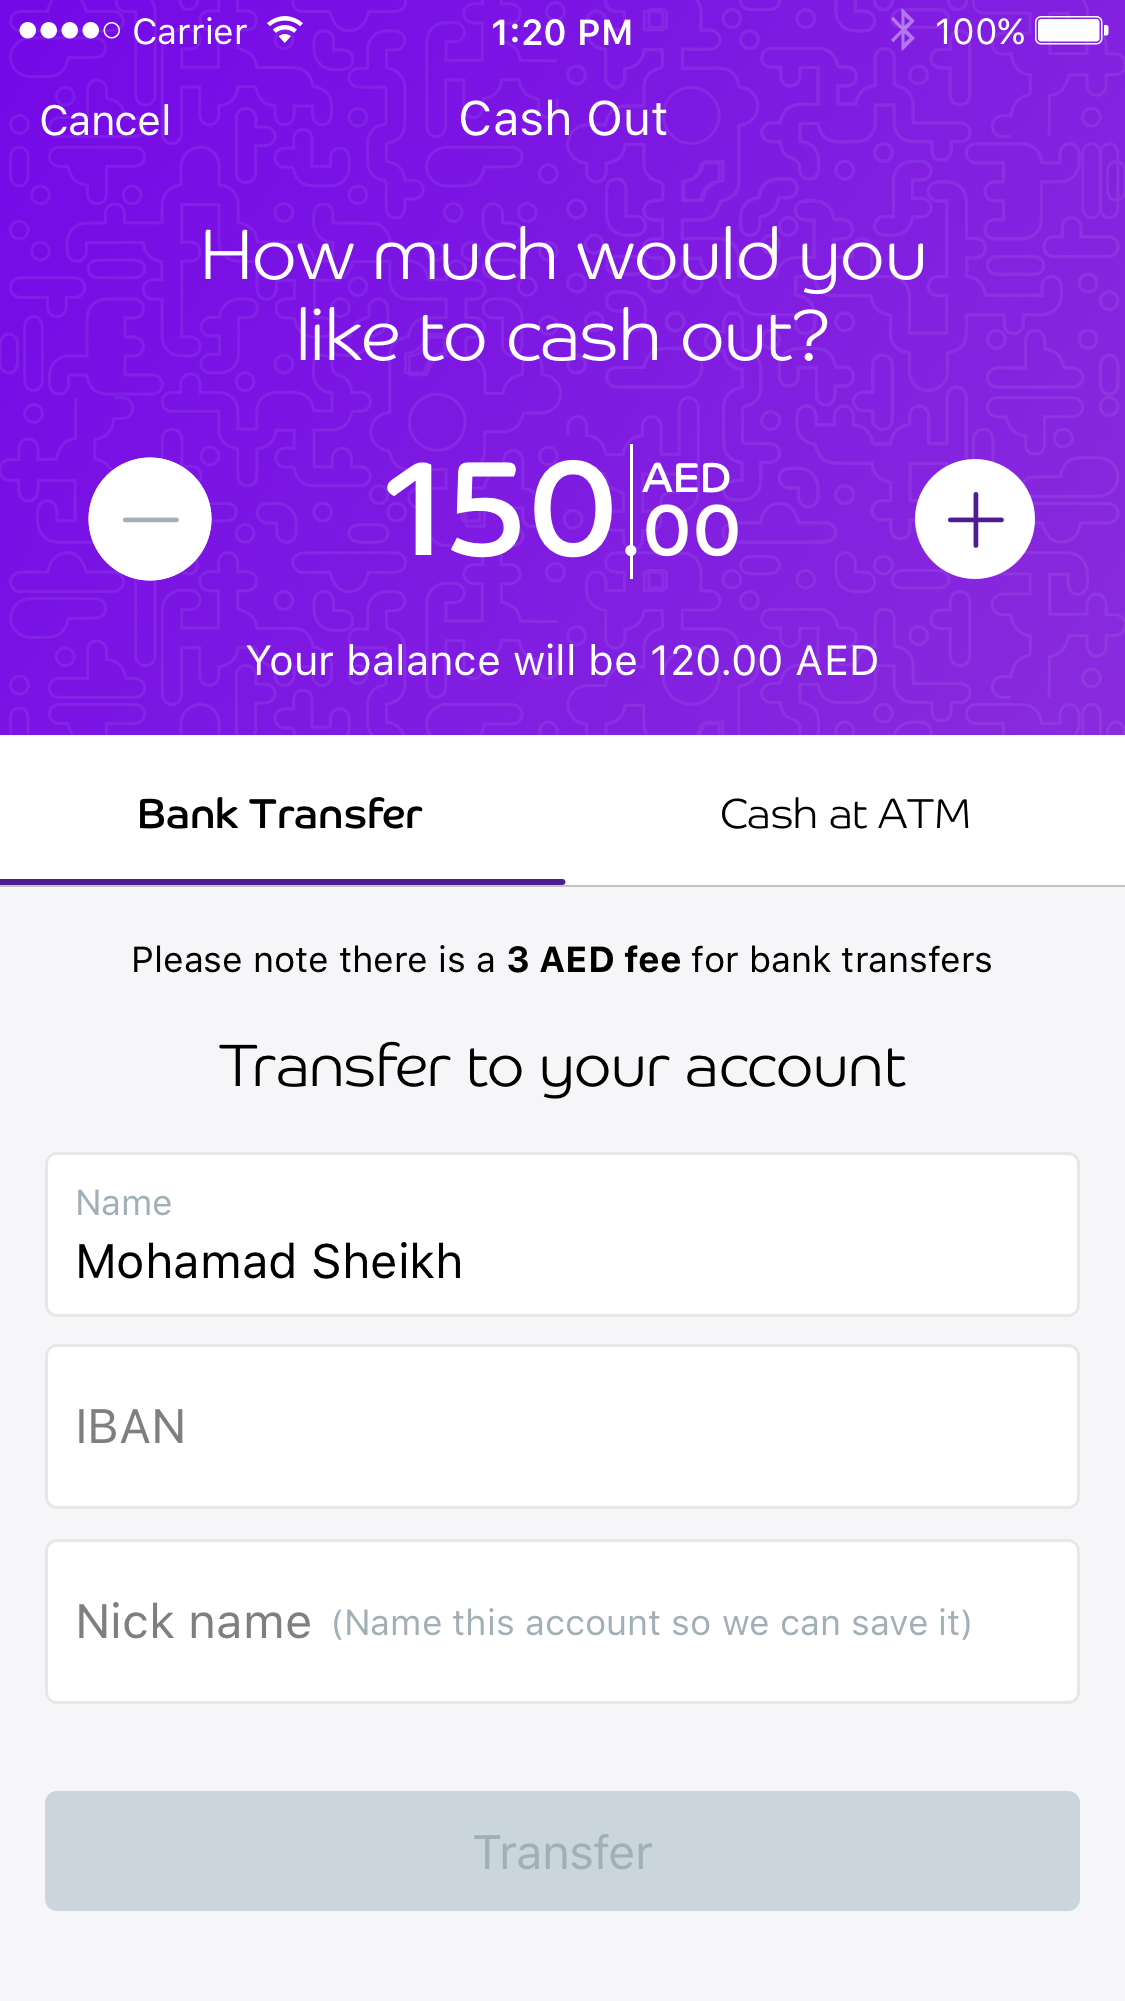 Carrier 1:20 PM 100%
Cancel Cash Out
How much would you
like to cash out?
150.00 AED
Your balance will be 120.00 AED
Bank Transfer Cash at ATM
Please note there is a 3 AED fee for bank transfers
Transfer to your account
Name
Mohamad Sheikh
IBAN
Nick name (Name this account so we can save it)
Transfer